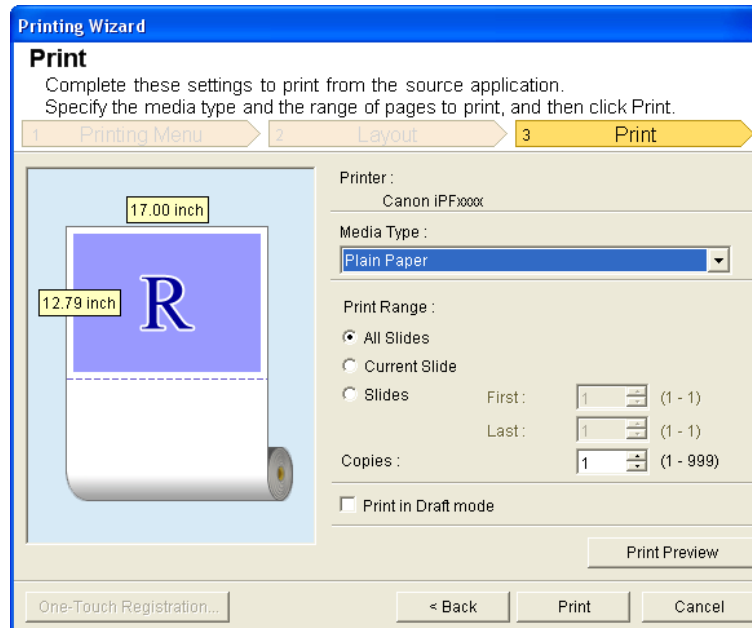 Printing Wizard
Print
Complete these settings to print from the source application.
Specify the media type and the range of pages to print, and then click Print.
1 Printing Menu 2 Layout 3 Print
Printer :
Canon iPFxxxx
17.00 inch
12.79 inch
R
Media Type :
Plain Paper
Print Range :
All Slides
Current Slide
Slides First : 1 (1 - 1)
Last : 1 (1 - 1)
Copies : 1 (1 - 999)
Print in Draft mode
Print Preview
One-Touch Registration... < Back Print Cancel